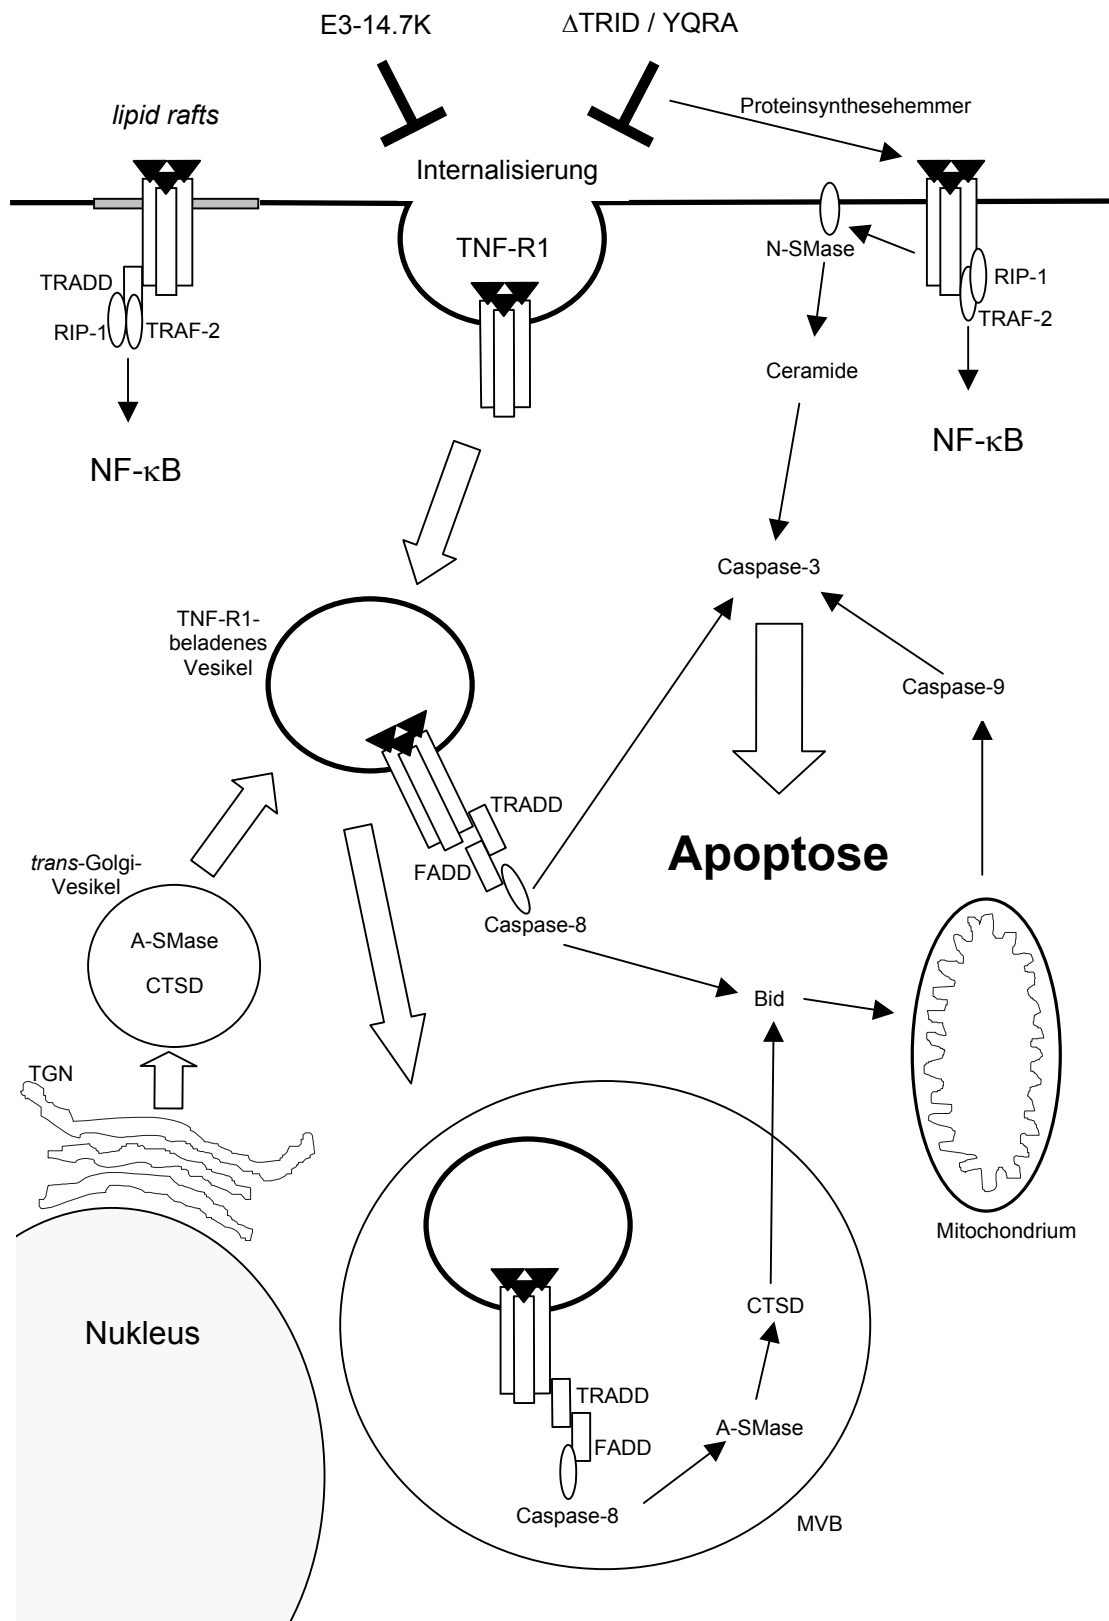 E3-14.7K
ΔTRID / YQRA
Proteinsynthesehemmer
lipid rafts
Internalisierung
TNF-R1
N-SMase
TRADD
RIP-1
TRAF-2
RIP-1
TRAF-2
Ceramide
NF-κB
NF-κB
Caspase-3
TNF-R1-
beladenes
Vesikel
Caspase-9
TRADD
FADD
Caspase-8
Apoptose
trans-Golgi-
Vesikel
A-SMase
CTSD
Bid
TGN
Mitochondrium
Nukleus
CTSD
TRADD
A-SMase
FADD
Caspase-8
MVB